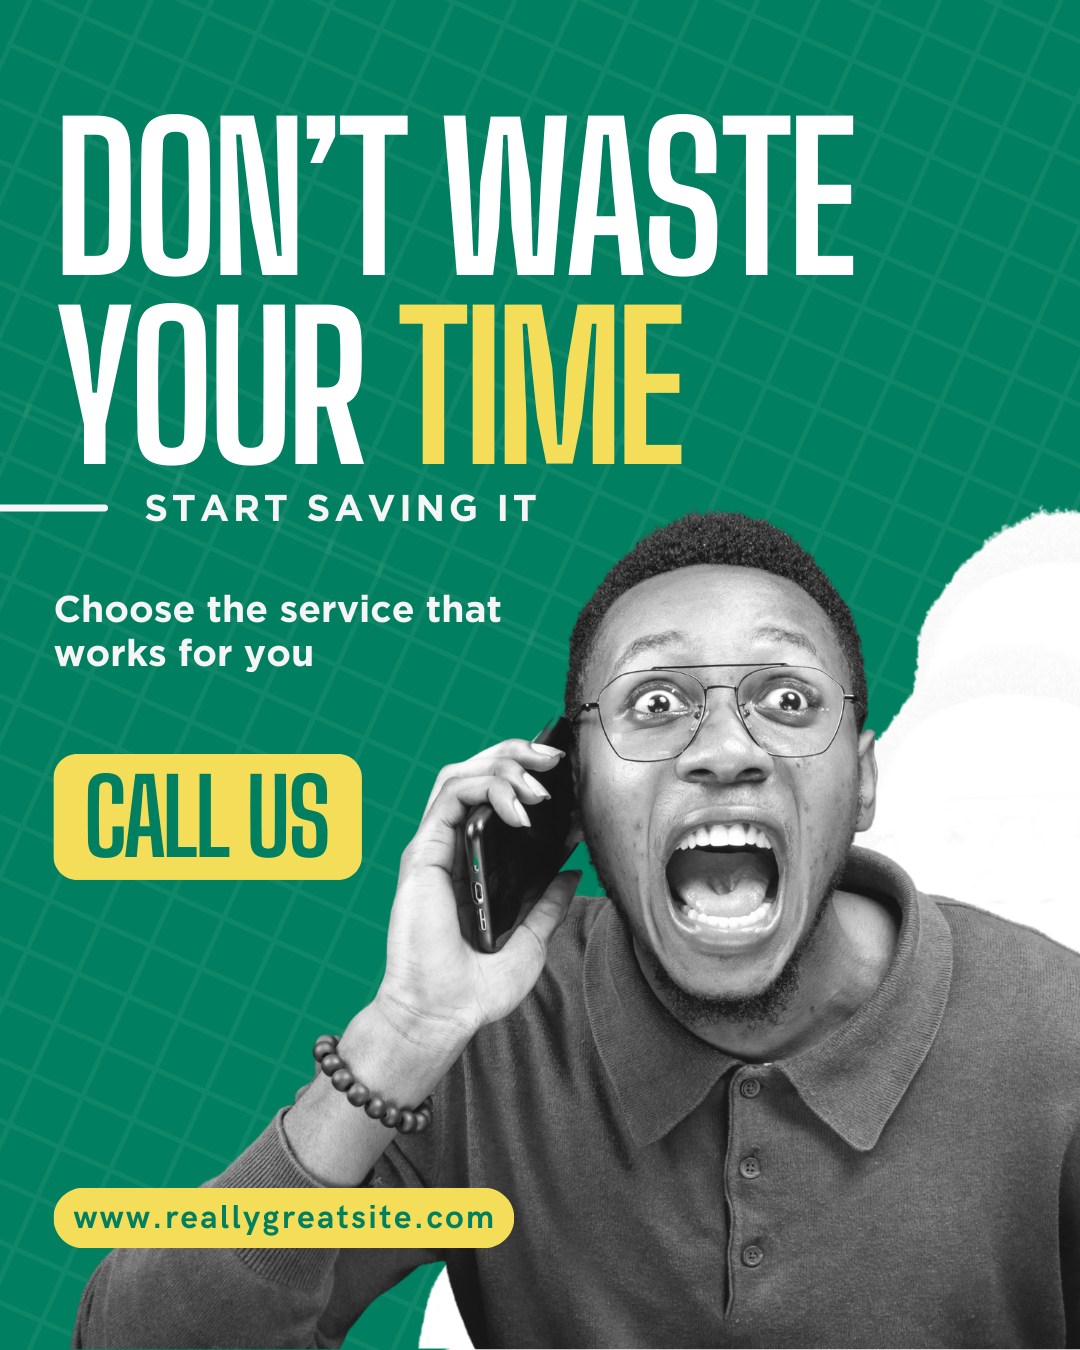 DON’T WASTE
YOUR TIME
START SAVING IT
Choose the service that
works for you
CALL US
www.reallygreatsite.com